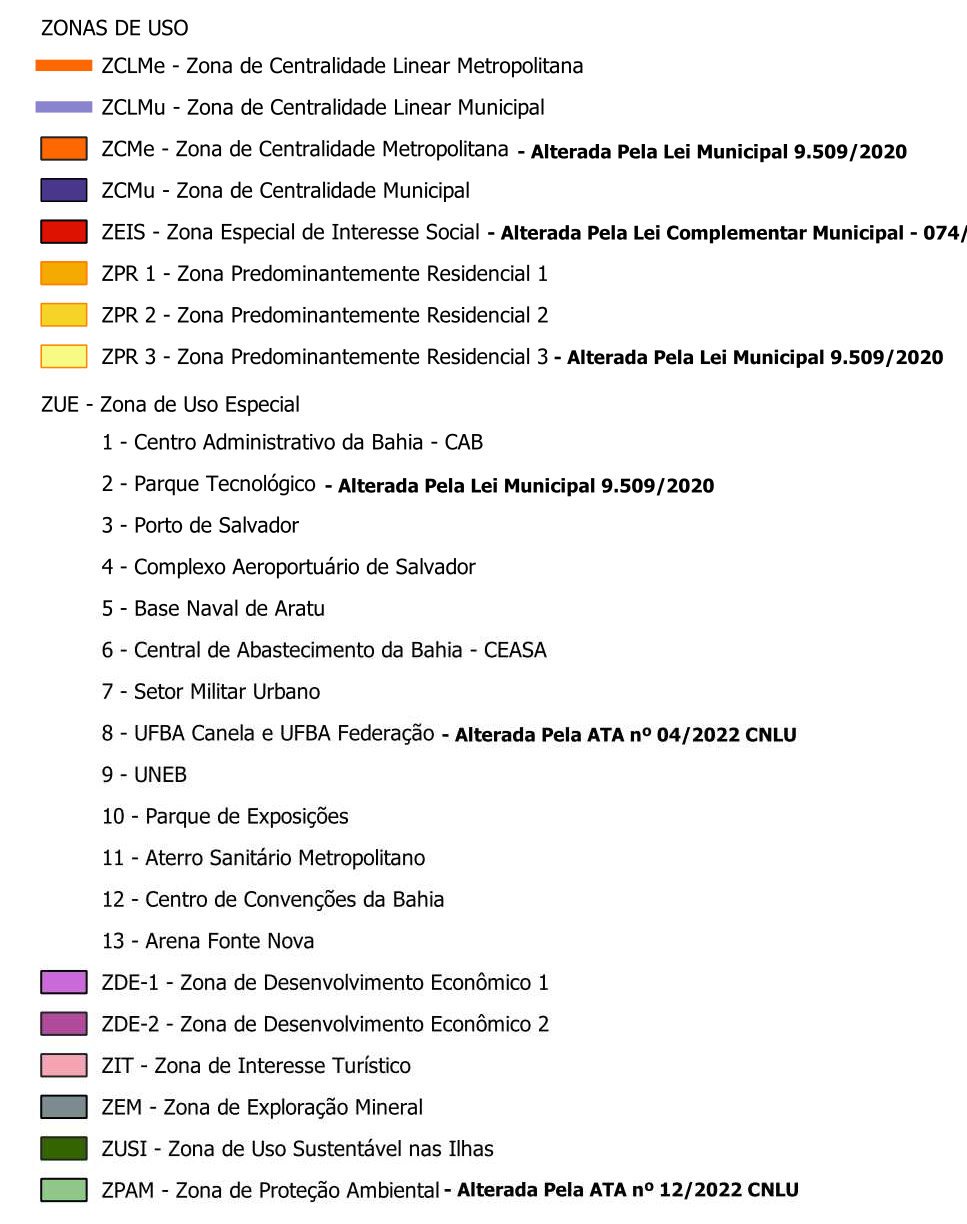 ZONAS DE USO
ZCLMe - Zona de Centralidade Linear Metropolitana
ZCLMu - Zona de Centralidade Linear Municipal
ZCMe - Zona de Centralidade Metropolitana - Alterada Pela Lei Municipal 9.509/2020
ZCMu - Zona de Centralidade Municipal
ZEIS - Zona Especial de Interesse Social - Alterada Pela Lei Complementar Municipal - 074/
ZPR 1 - Zona Predominantemente Residencial 1
ZPR 2 - Zona Predominantemente Residencial 2
ZPR 3 - Zona Predominantemente Residencial 3 - Alterada Pela Lei Municipal 9.509/2020
ZUE - Zona de Uso Especial
1 - Centro Administrativo da Bahia - CAB
2 - Parque Tecnológico - Alterada Pela Lei Municipal 9.509/2020
3 - Porto de Salvador
4 - Complexo Aeroportuário de Salvador
5 - Base Naval de Aratu
6 - Central de Abastecimento da Bahia - CEASA
7 - Setor Militar Urbano
8 - UFBA Canela e UFBA Federação - Alterada Pela ATA nº 04/2022 CNLU
9 - UNEB
10 - Parque de Exposições
11 - Aterro Sanitário Metropolitano
12 - Centro de Convenções da Bahia
13 - Arena Fonte Nova
ZDE-1 - Zona de Desenvolvimento Econômico 1
ZDE-2 - Zona de Desenvolvimento Econômico 2
ZIT - Zona de Interesse Turístico
ZEM - Zona de Exploração Mineral
ZUSI - Zona de Uso Sustentável nas Ilhas
ZPAM - Zona de Proteção Ambiental - Alterada Pela ATA nº 12/2022 CNLU